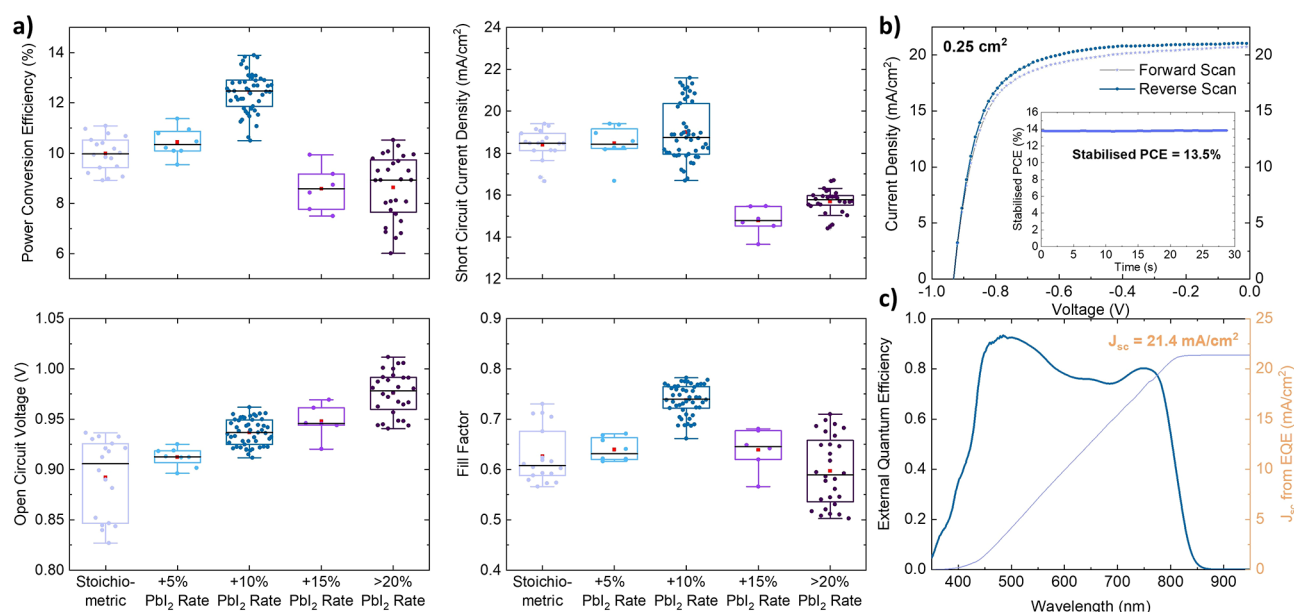 a)
Power Conversion Efficiency (%)
14
12
10
8
6
Short Circuit Current Density (mA/cm²)
24
22
20
18
16
14
12
Open Circuit Voltage (V)
1.05
1.00
0.95
0.90
0.85
0.80
Stoichio-
metric
+5%
PbI₂ Rate
+10%
PbI₂ Rate
+15%
PbI₂ Rate
>20%
PbI₂ Rate
Fill Factor
0.9
0.8
0.7
0.6
0.5
0.4
Stoichio-
metric
+5%
PbI₂ Rate
+10%
PbI₂ Rate
+15%
PbI₂ Rate
>20%
PbI₂ Rate
b)
0.25 cm²
Current Density (mA/cm²)
20
15
10
5
0
20
15
10
5
0
Forward Scan
Reverse Scan
Stabilised PCE (%)
16
14
12
10
8
6
4
2
0
Stabilised PCE = 13.5%
0 5 10 15 20 25 30
Time (s)
-1.0 -0.8 -0.6 -0.4 -0.2 0.0
Voltage (V)
c)
External Quantum Efficiency
1.0
0.8
0.6
0.4
0.2
0.0
Jsc = 21.4 mA/cm²
25
20
15
10
5
0
Jsc from EQE (mA/cm²)
400 500 600 700 800 900
Wavelength (nm)